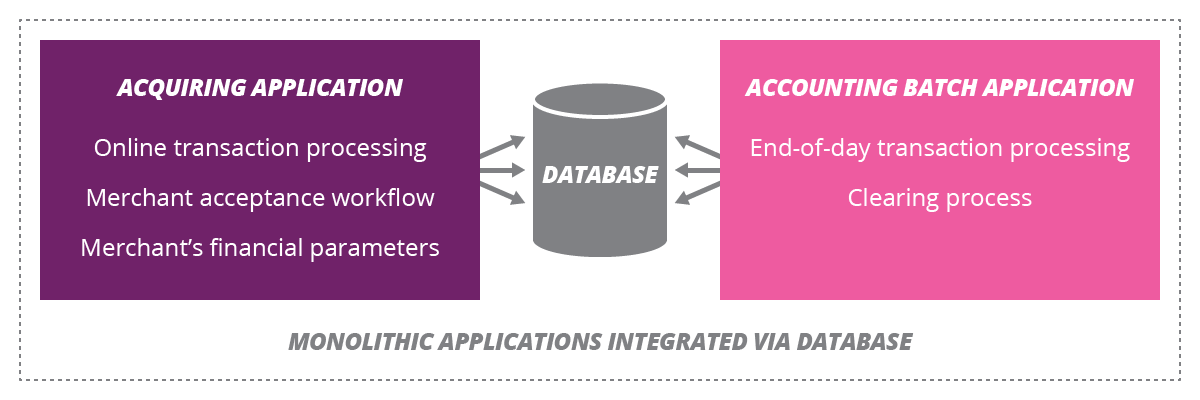 ACQUIRING APPLICATION
Online transaction processing
Merchant acceptance workflow
Merchant’s financial parameters
DATABASE
ACCOUNTING BATCH APPLICATION
End-of-day transaction processing
Clearing process
MONOLITHIC APPLICATIONS INTEGRATED VIA DATABASE